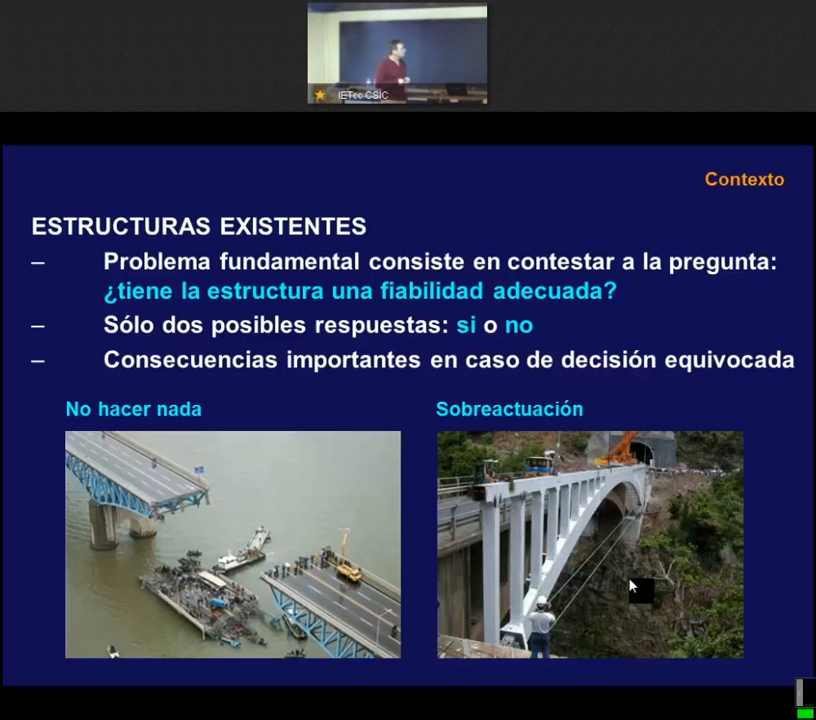 IETcc CSIC
Contexto
ESTRUCTURAS EXISTENTES
– Problema fundamental consiste en contestar a la pregunta:
¿tiene la estructura una fiabilidad adecuada?
– Sólo dos posibles respuestas: si o no
– Consecuencias importantes en caso de decisión equivocada
No hacer nada
Sobreactuación